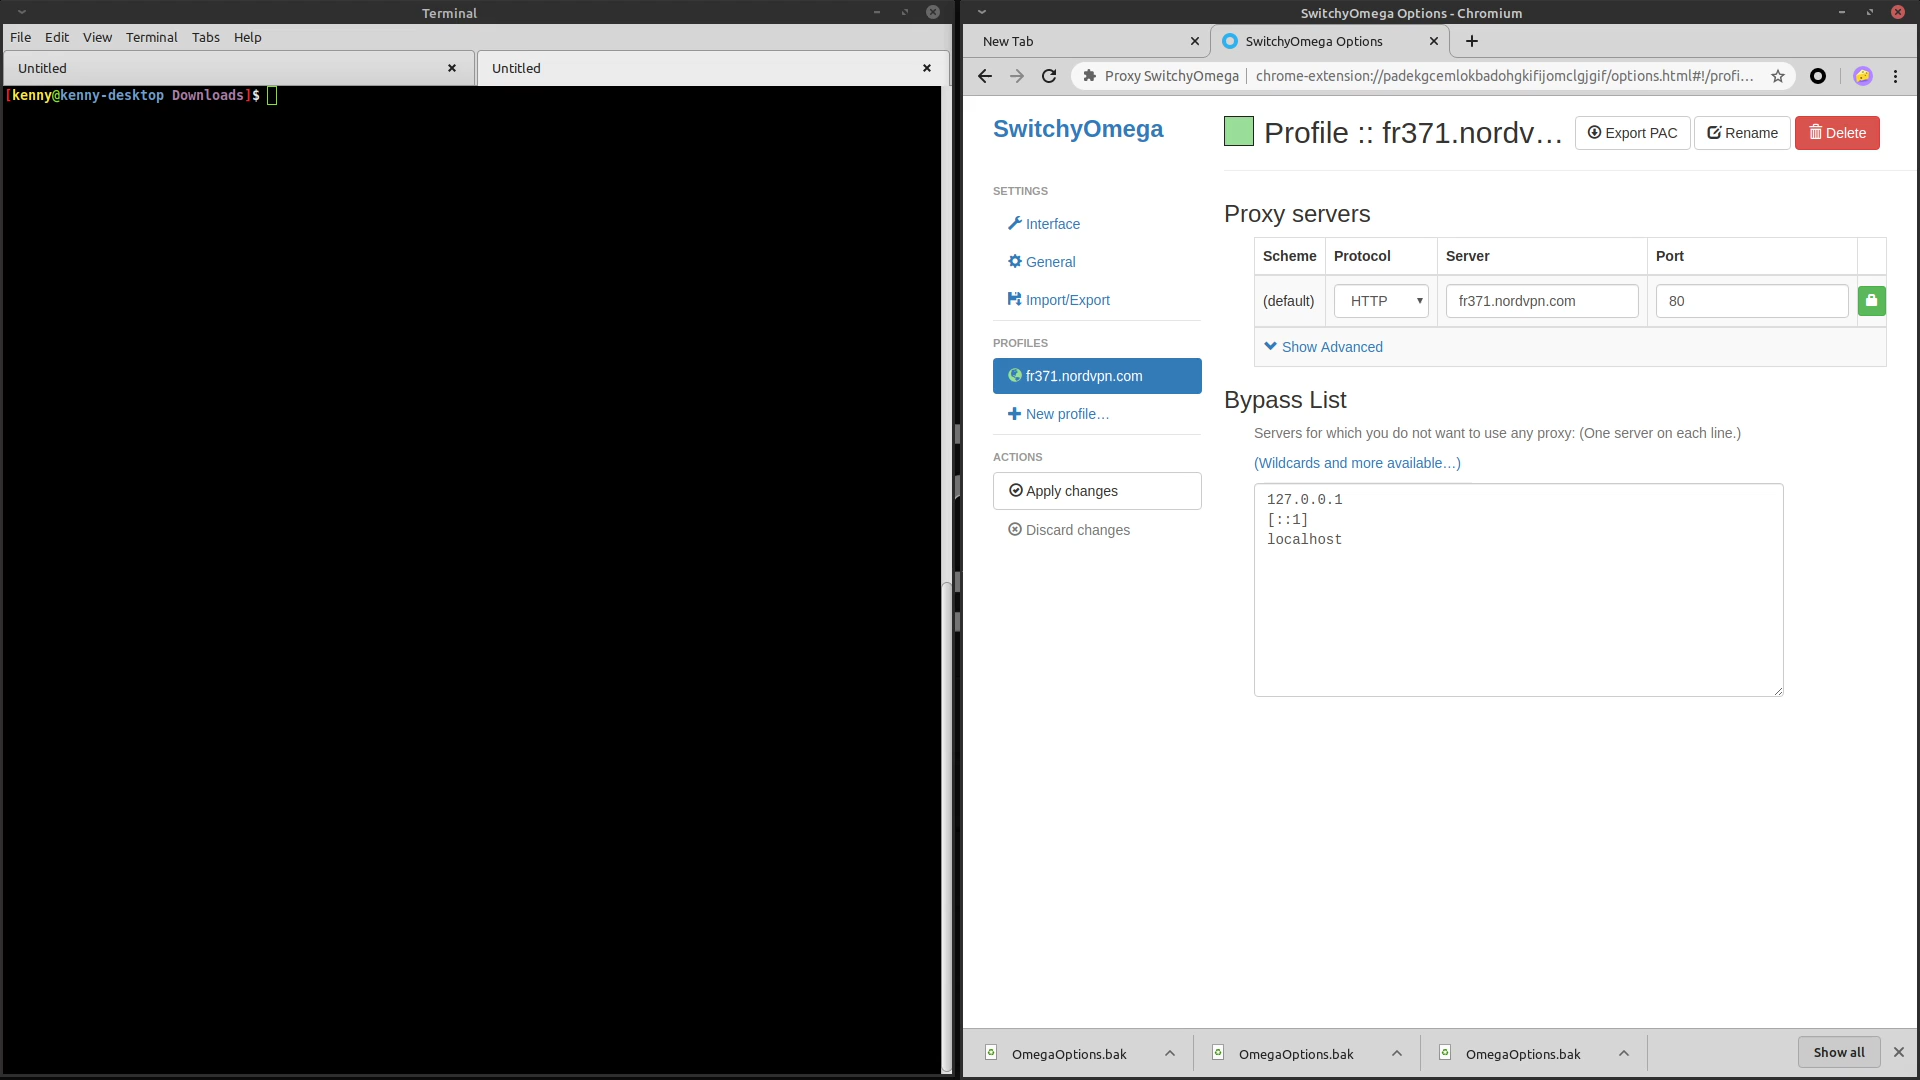 Terminal
File Edit View Terminal Tabs Help
Untitled
Untitled
[kenny@kenny-desktop Downloads]$
SwitchyOmega Options - Chromium
New Tab
SwitchyOmega Options
Proxy SwitchyOmega | chrome-extension://padekgcemlokbadohgkifijomclgjgif/options.html#!/profi...
SwitchyOmega
SETTINGS
Interface
General
Import/Export
PROFILES
fr371.nordvpn.com
New profile…
ACTIONS
Apply changes
Discard changes
Profile :: fr371.nordv…
Export PAC
Rename
Delete
Proxy servers
Scheme Protocol Server Port
(default) HTTP fr371.nordvpn.com 80
Show Advanced
Bypass List
Servers for which you do not want to use any proxy: (One server on each line.)
(Wildcards and more available…)
127.0.0.1
[::1]
localhost
OmegaOptions.bak
OmegaOptions.bak
OmegaOptions.bak
Show all